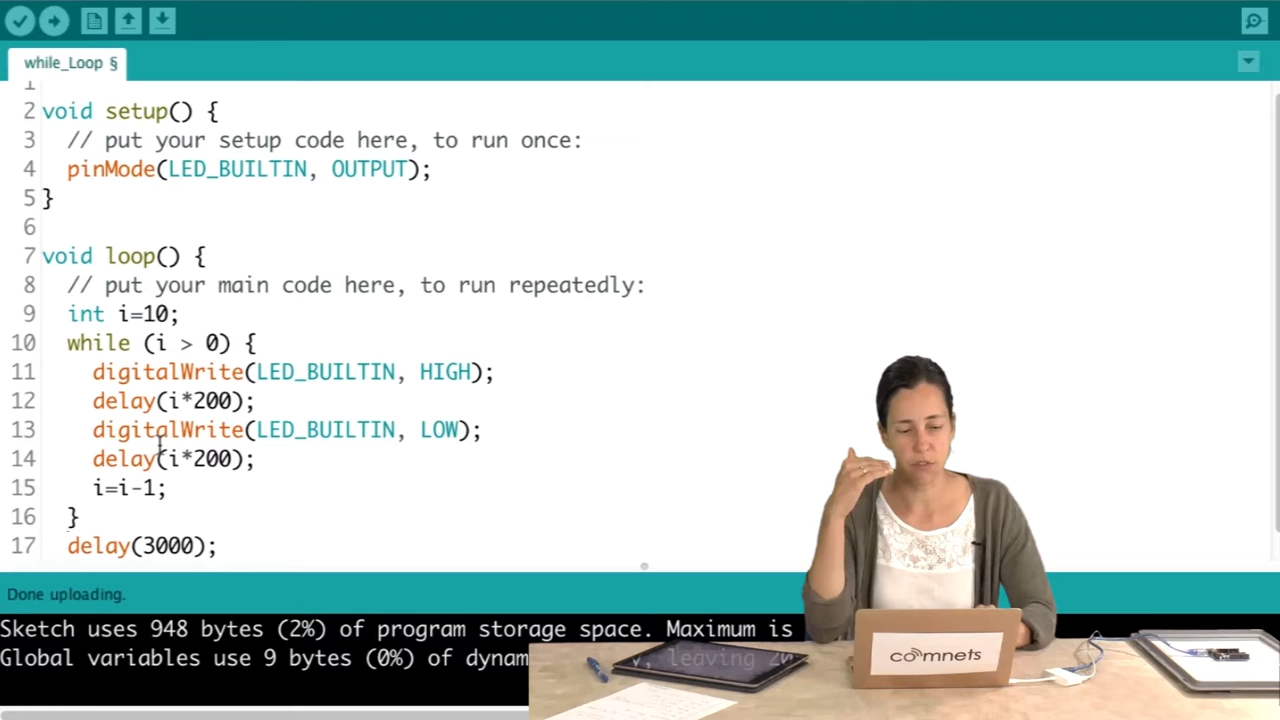 while_Loop §
1
2 void setup() {
3 // put your setup code here, to run once:
4 pinMode(LED_BUILTIN, OUTPUT);
5 }
6
7 void loop() {
8 // put your main code here, to run repeatedly:
9 int i=10;
10 while (i > 0) {
11 digitalWrite(LED_BUILTIN, HIGH);
12 delay(i*200);
13 digitalWrite(LED_BUILTIN, LOW);
14 delay(i*200);
15 i=i-1;
16 }
17 delay(3000);
Done uploading.
Sketch uses 948 bytes (2%) of program storage space. Maximum is
Global variables use 9 bytes (0%) of dynam , leaving
comnets